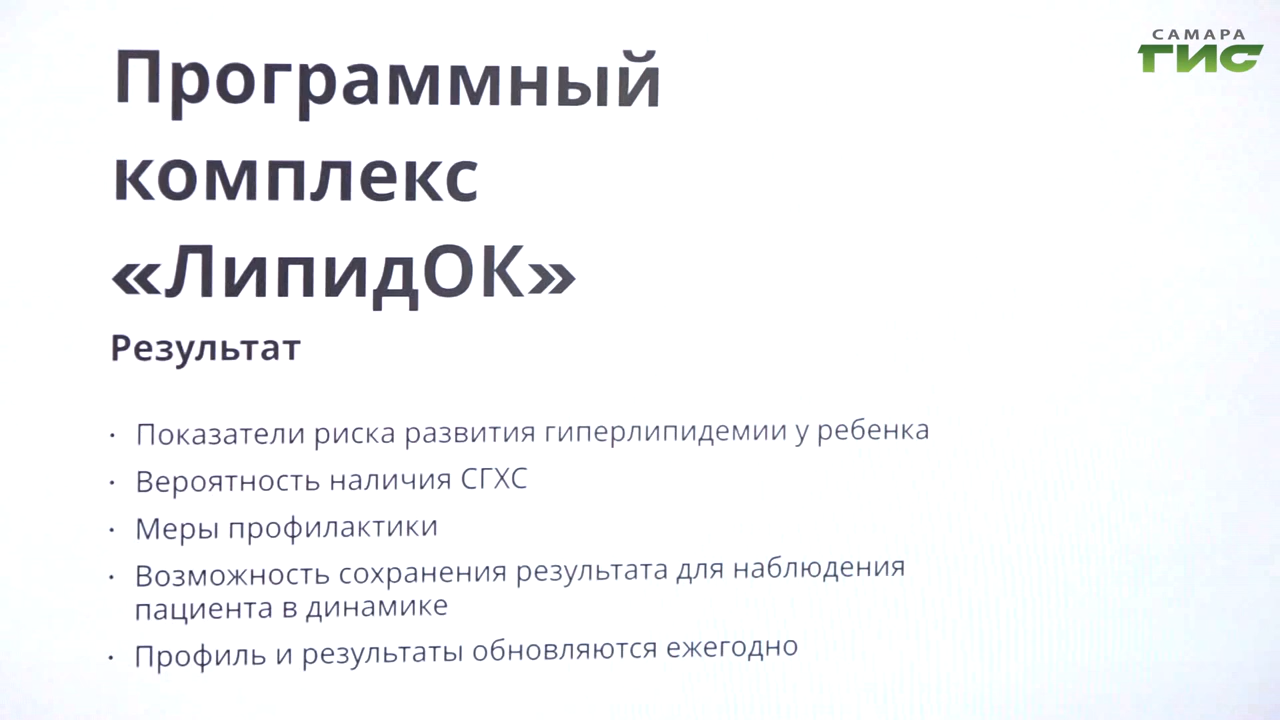 САМАРА
ГИС
Программный
комплекс
«ЛипидОК»
Результат
· Показатели риска развития гиперлипидемии у ребенка
· Вероятность наличия СГХС
· Меры профилактики
· Возможность сохранения результата для наблюдения
пациента в динамике
· Профиль и результаты обновляются ежегодно